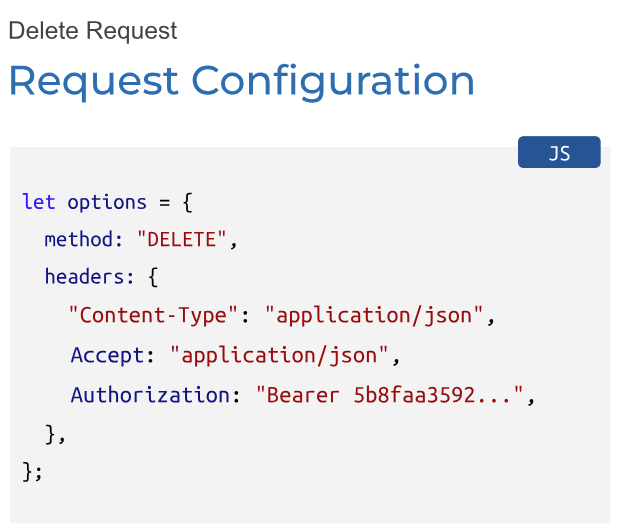 Delete Request
Request Configuration
JS
let options = {
  method: "DELETE",
  headers: {
    "Content-Type": "application/json",
    Accept: "application/json",
    Authorization: "Bearer 5b8faa3592...",
  },
};